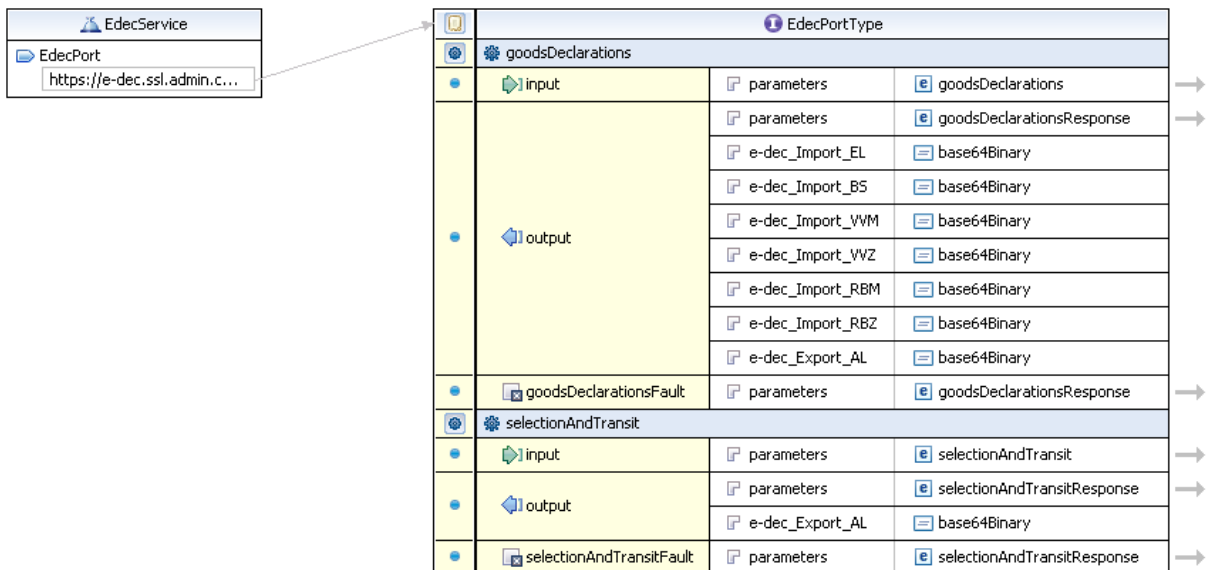 EdecService
EdecPort
https://e-dec.ssl.admin.c...
EdecPortType
goodsDeclarations
input parameters goodsDeclarations
output parameters goodsDeclarationsResponse
e-dec_Import_EL base64Binary
e-dec_Import_BS base64Binary
e-dec_Import_VVM base64Binary
e-dec_Import_VVZ base64Binary
e-dec_Import_RBM base64Binary
e-dec_Import_RBZ base64Binary
e-dec_Export_AL base64Binary
goodsDeclarationsFault parameters goodsDeclarationsResponse
selectionAndTransit
input parameters selectionAndTransit
output parameters selectionAndTransitResponse
e-dec_Export_AL base64Binary
selectionAndTransitFault parameters selectionAndTransitResponse